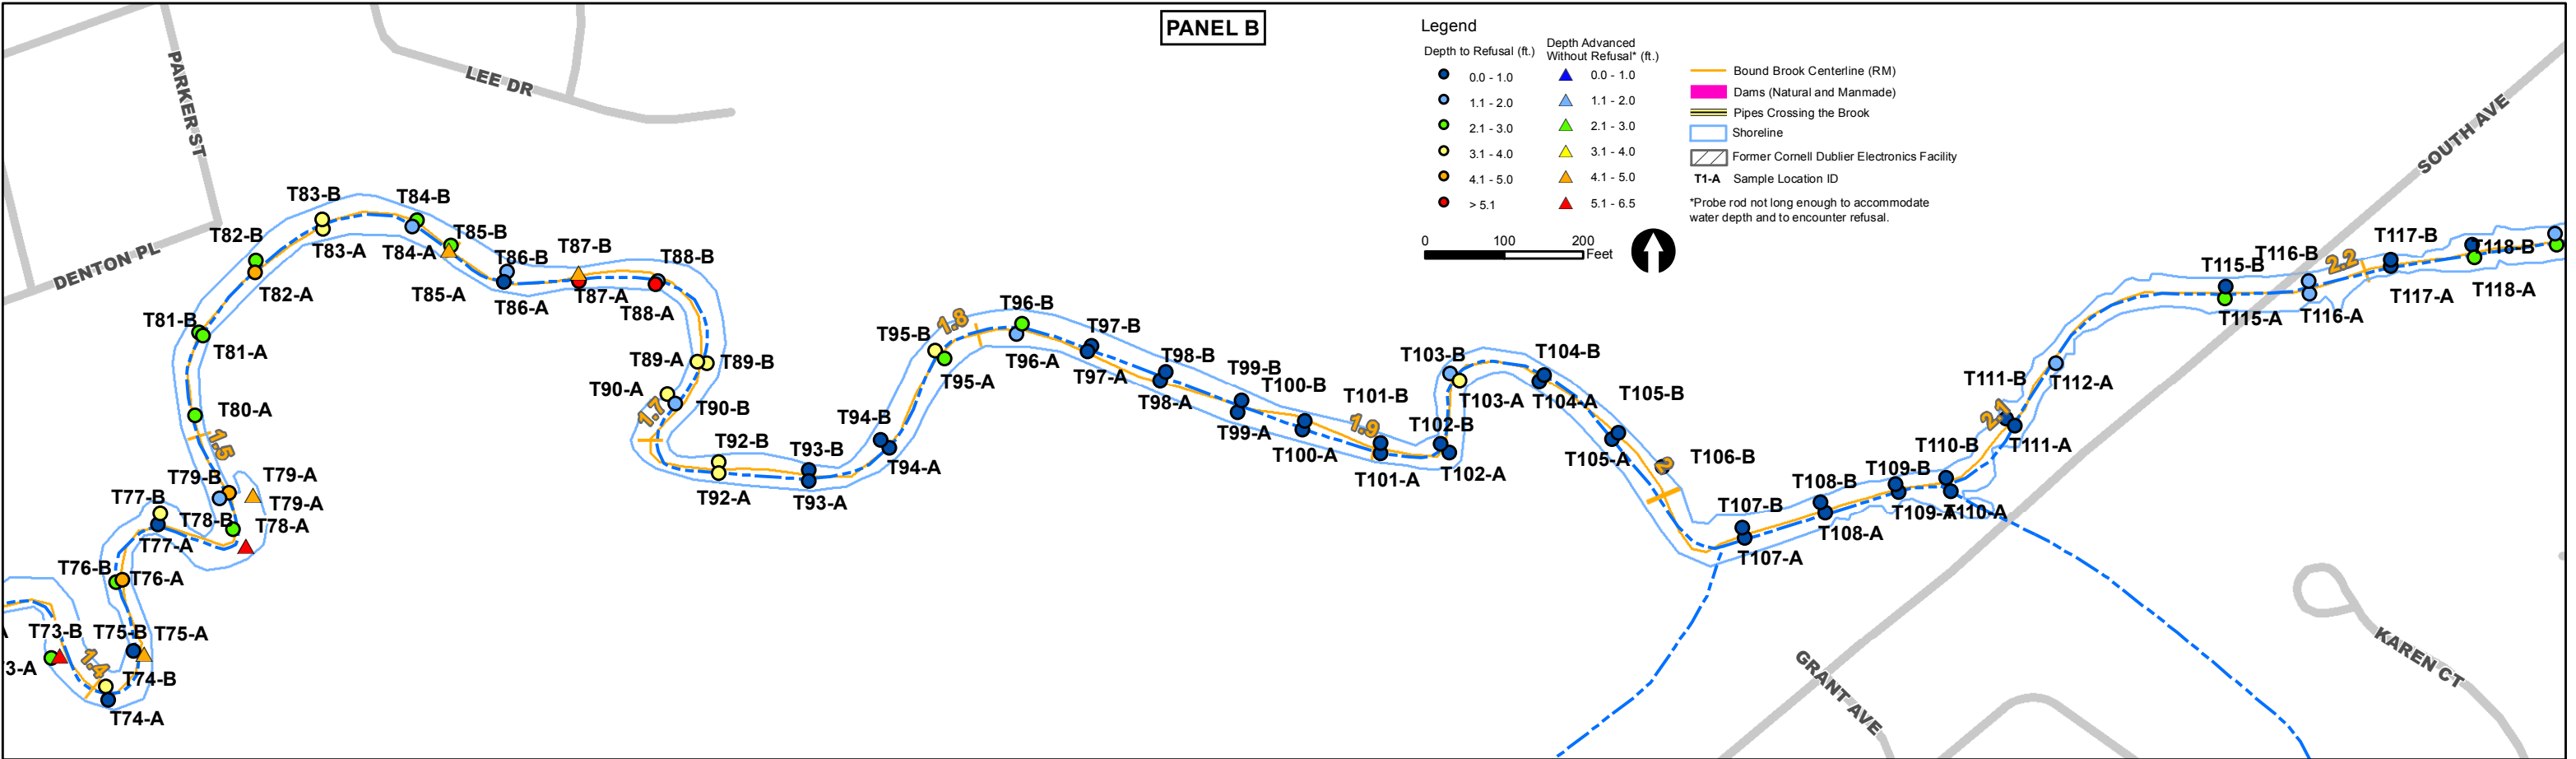 PANEL B
Legend
Depth to Refusal (ft.)
0.0 - 1.0
1.1 - 2.0
2.1 - 3.0
3.1 - 4.0
4.1 - 5.0
> 5.1
Depth Advanced
Without Refusal* (ft.)
0.0 - 1.0
1.1 - 2.0
2.1 - 3.0
3.1 - 4.0
4.1 - 5.0
5.1 - 6.5
Bound Brook Centerline (RM)
Dams (Natural and Manmade)
Pipes Crossing the Brook
Shoreline
Former Cornell Dublier Electronics Facility
T1-A Sample Location ID
*Probe rod not long enough to accommodate
water depth and to encounter refusal.
0 100 200
Feet
PARKER ST
LEE DR
DENTON PL
SOUTH AVE
GRANT AVE
KAREN CT
T83-B
T84-B
T82-B
T83-A
T84-A
T85-B
T86-B
T87-B
T88-B
T82-A
T85-A
T86-A
T87-A
T88-A
T81-B
T81-A
T89-A
T89-B
T90-A
T90-B
1.7
T80-A
1.5
T79-B
T79-A
T79-A
T77-B
T78-B
T78-A
T77-A
T76-B
T76-A
T73-B
T75-B
T75-A
3-A
1.4
T74-B
T74-A
T92-B
T92-A
T93-B
T93-A
T94-B
T94-A
T95-B
1.8
T95-A
T96-B
T96-A
T97-B
T97-A
T98-B
T98-A
T99-B
T99-A
T100-B
T100-A
T101-B
1.9
T101-A
T102-B
T102-A
T103-B
T103-A
T104-B
T104-A
T105-B
T105-A
2
T106-B
T107-B
T107-A
T108-B
T108-A
T109-B
T109-A
T110-B
T110-A
T111-B
2.1
T111-A
T112-A
T115-B
T115-A
T116-B
T116-A
2.2
T117-B
T117-A
T118-B
T118-A